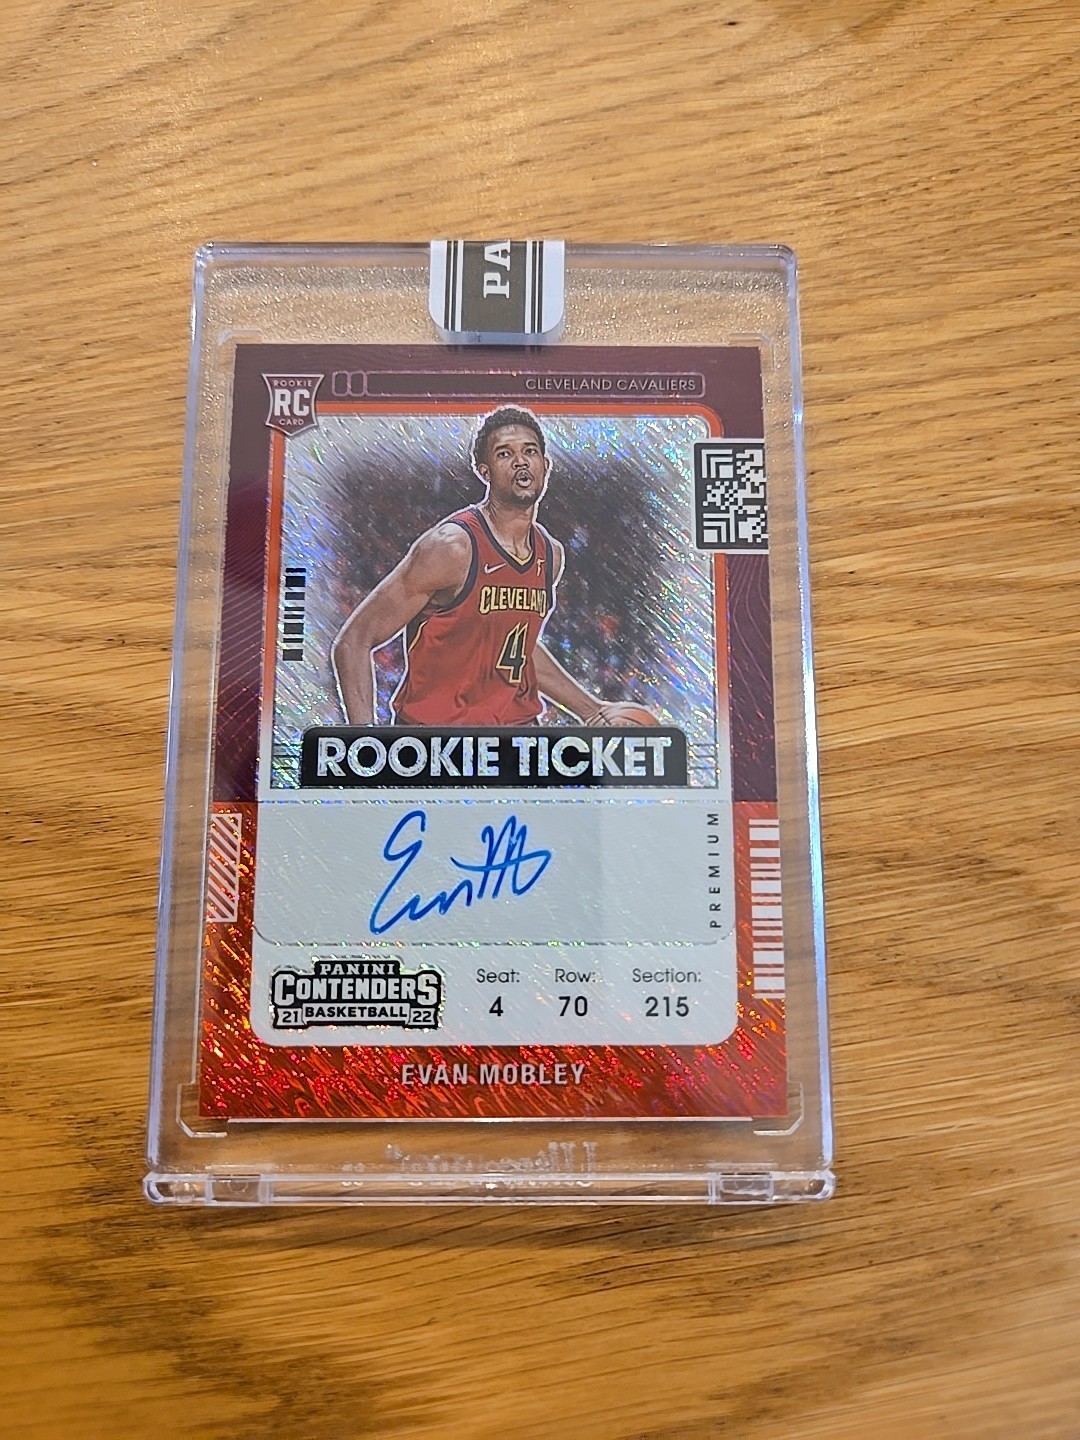 PA
ROOKIE
RC
CARD
CLEVELAND CAVALIERS
CLEVELAND
4
ROOKIE TICKET
PREMIUM
PANINI
CONTENDERS
21 BASKETBALL 22
Seat: Row: Section:
4 70 215
EVAN MOBLEY